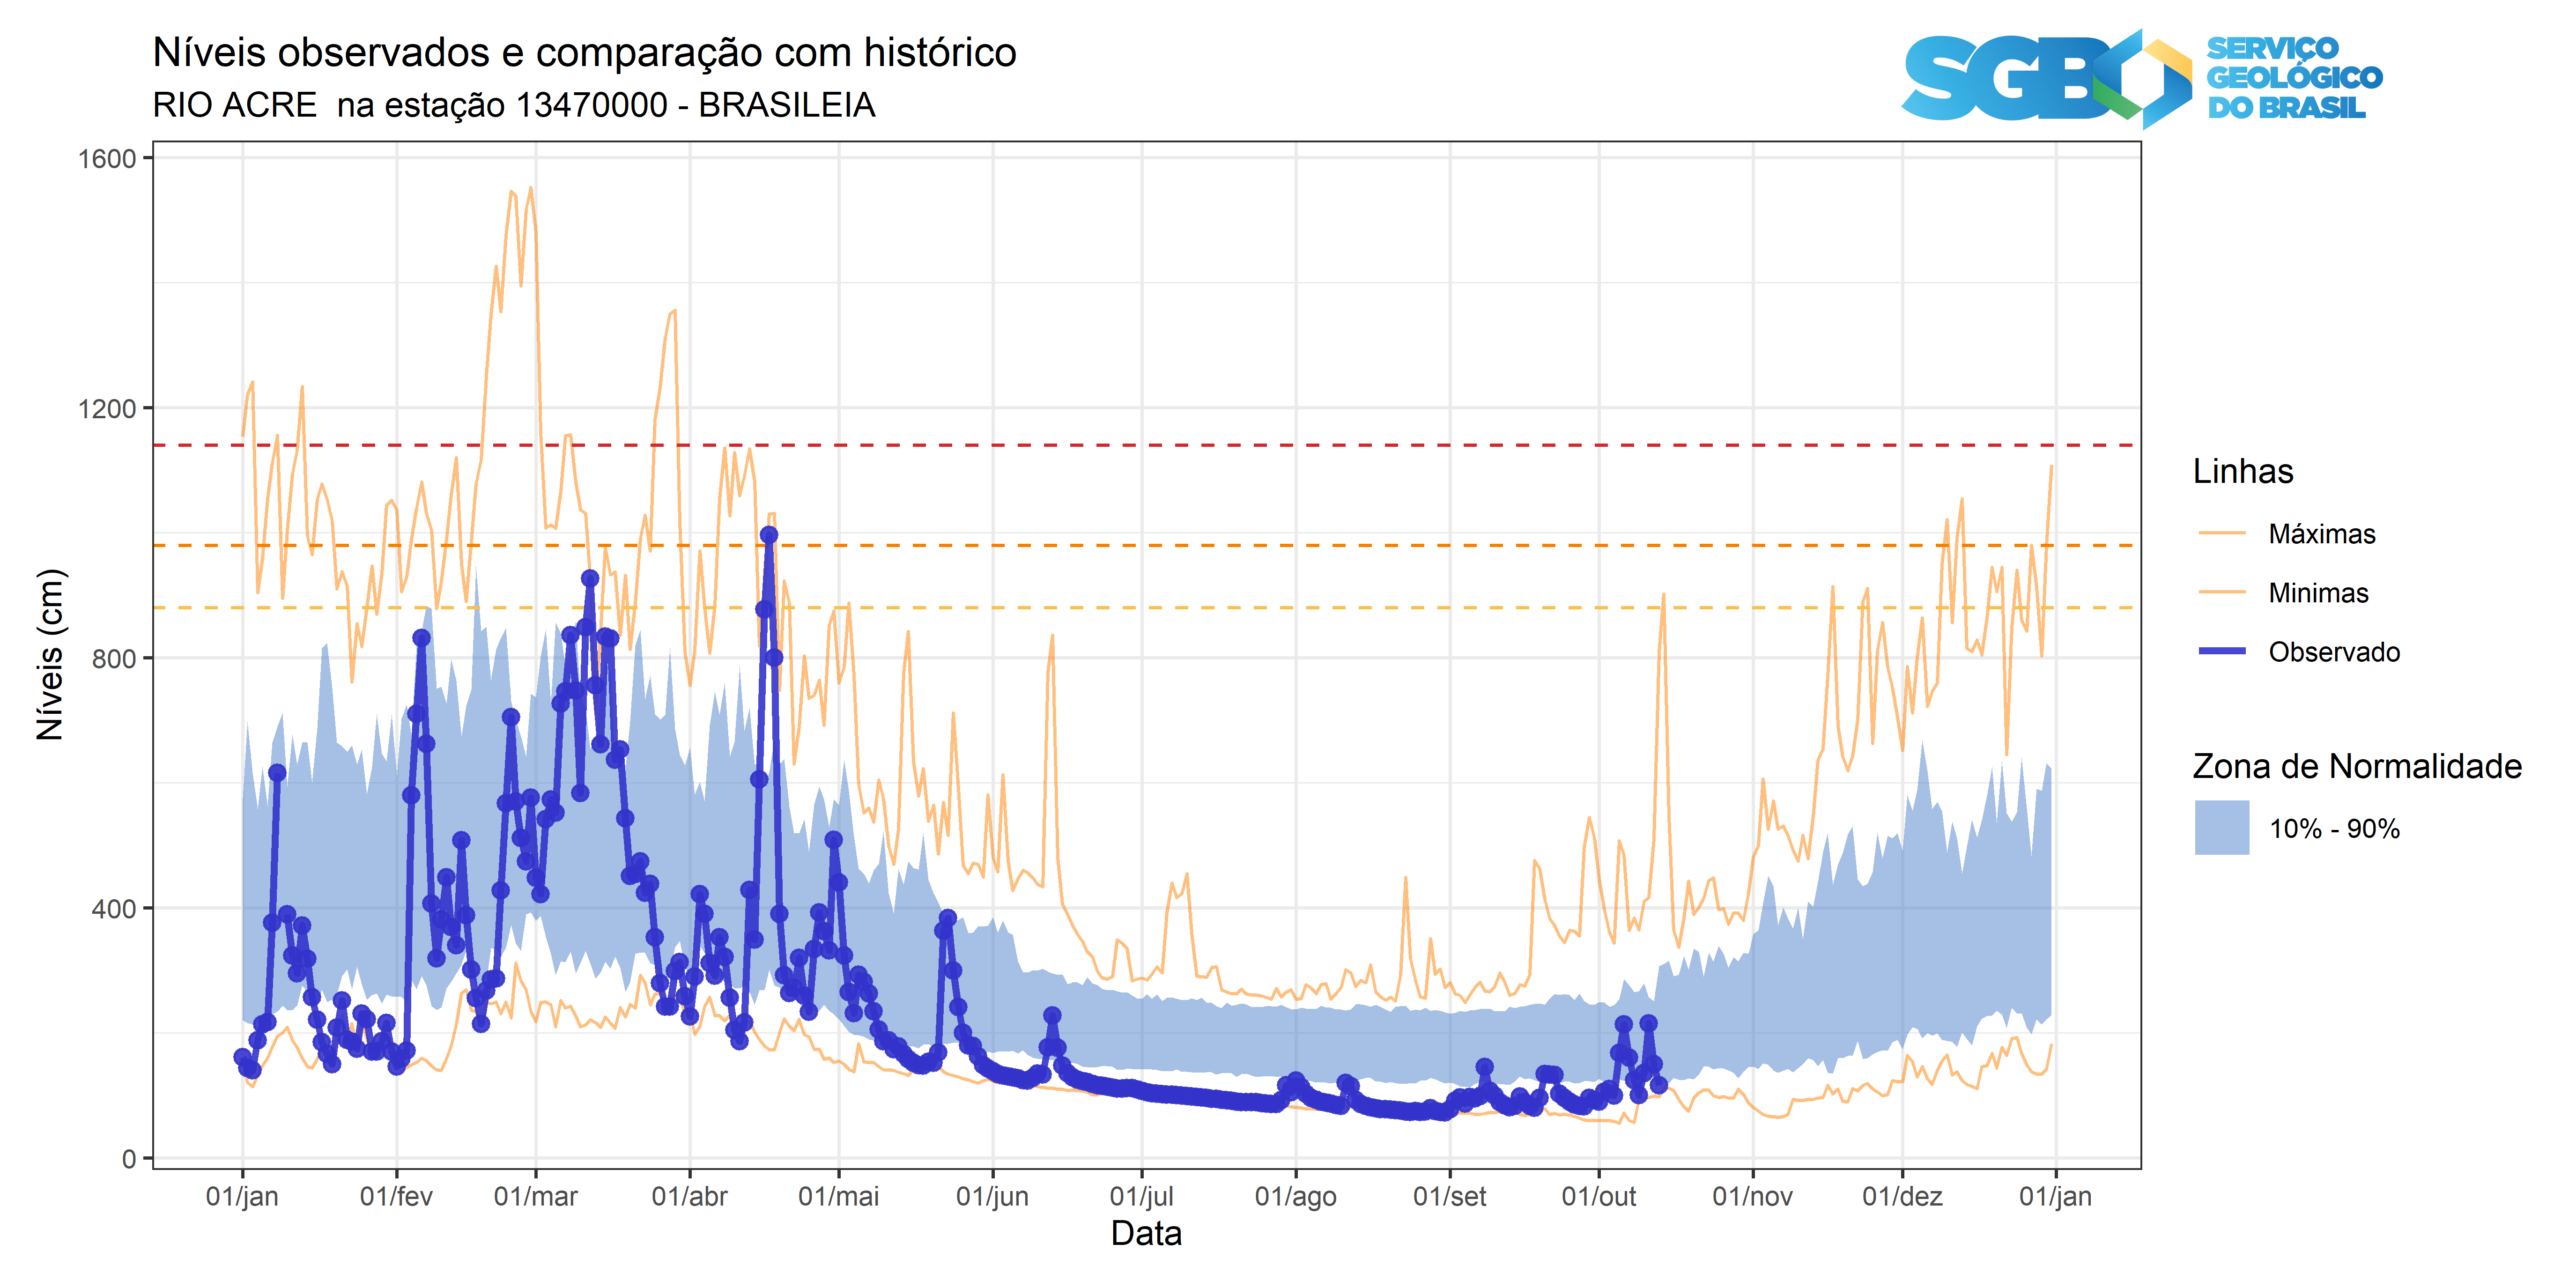 Níveis observados e comparação com histórico
RIO ACRE  na estação 13470000 - BRASILEIA
SGB
SERVIÇO
GEOLÓGICO
DO BRASIL
1600
1200
800
400
0
Níveis (cm)
01/jan
01/fev
01/mar
01/abr
01/mai
01/jun
01/jul
01/ago
01/set
01/out
01/nov
01/dez
01/jan
Data
Linhas
Máximas
Minimas
Observado
Zona de Normalidade
10% - 90%